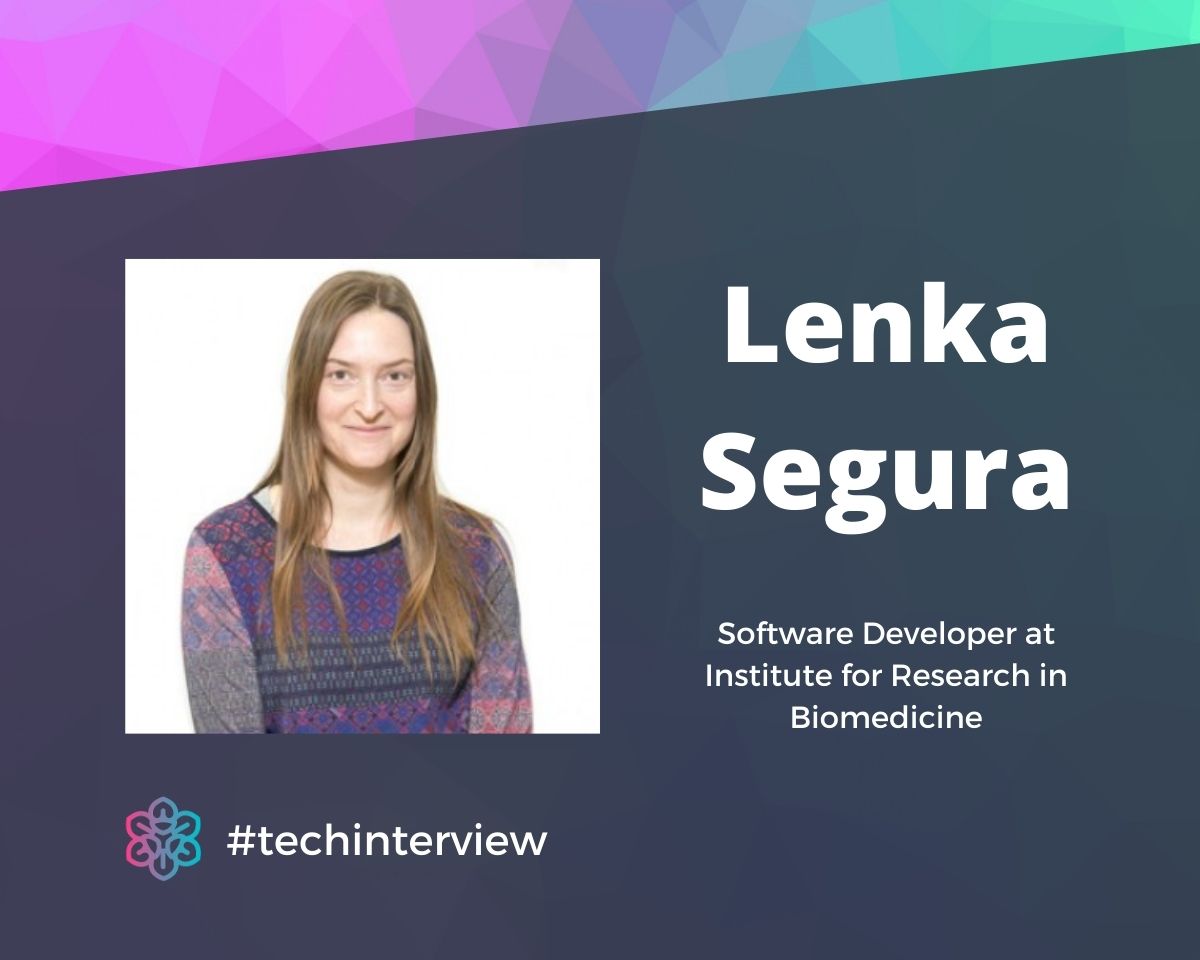 Lenka
Segura
Software Developer at
Institute for Research in
Biomedicine
#techinterview